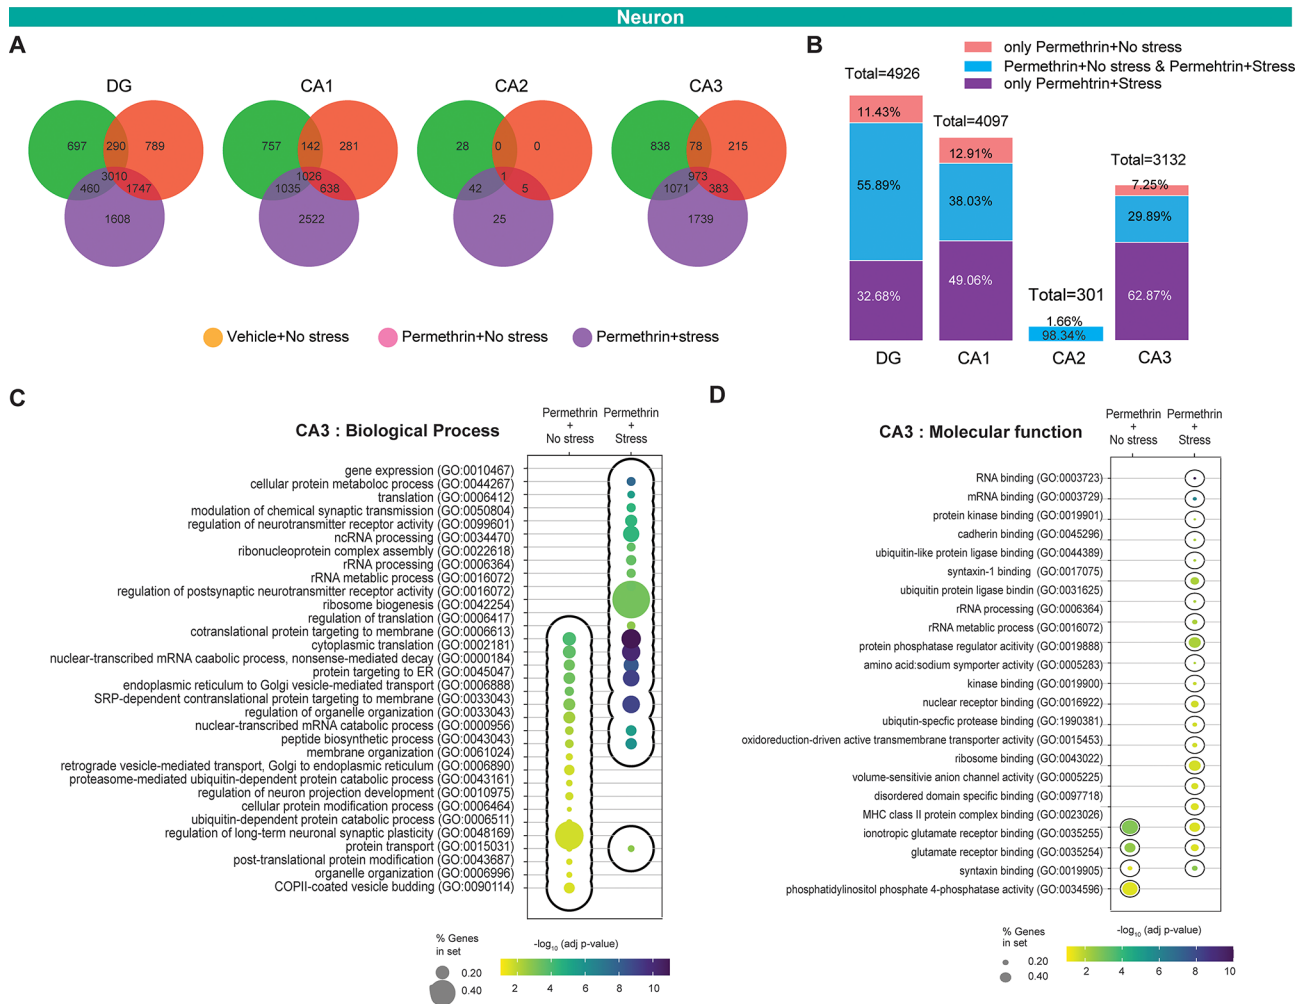 Neuron
A
DG
CA1
CA2
CA3
697
290
789
3010
460
1747
1608
757
142
281
1026
1035
638
2522
28
0
0
1
42
5
25
838
78
215
973
1071
383
1739
Vehicle+No stress
Permethrin+No stress
Permethrin+stress
B
only Permethrin+No stress
Permethrin+No stress & Permehtrin+Stress
only Permehtrin+Stress
Total=4926
11.43%
55.89%
32.68%
DG
Total=4097
12.91%
38.03%
49.06%
CA1
Total=301
1.66%
98.34%
CA2
Total=3132
7.25%
29.89%
62.87%
CA3
C
CA3 : Biological Process
Permethrin
+
No stress
Permethrin
+
Stress
gene expression (GO:0010467)
cellular protein metaboloc process (GO:0044267)
translation (GO:0006412)
modulation of chemical synaptic transmission (GO:0050804)
regulation of neurotransmitter receptor activity (GO:0099601)
ncRNA processing (GO:0034470)
ribonucleoprotein complex assembly (GO:0022618)
rRNA processing (GO:0006364)
rRNA metablic process (GO:0016072)
regulation of postsynaptic neurotransmitter receptor activity (GO:0016072)
ribosome biogenesis (GO:0042254)
regulation of translation (GO:0006417)
cotranslational protein targeting to membrane (GO:0006613)
cytoplasmic translation (GO:0002181)
nuclear-transcribed mRNA caabolic process, nonsense-mediated decay (GO:0000184)
protein targeting to ER (GO:0045047)
endoplasmic reticulum to Golgi vesicle-mediated transport (GO:0006888)
SRP-dependent contranslational protein targeting to membrane (GO:0033043)
regulation of organelle organization (GO:0033043)
nuclear-transcribed mRNA catabolic process (GO:0000956)
peptide biosynthetic process (GO:0043043)
membrane organization (GO:0061024)
retrograde vesicle-mediated transport, Golgi to endoplasmic reticulum (GO:0006890)
proteasome-mediated ubiquitin-dependent protein catabolic process (GO:0043161)
regulation of neuron projection development (GO:0010975)
cellular protein modification process (GO:0006464)
ubiquitin-dependent protein catabolic process (GO:0006511)
regulation of long-term neuronal synaptic plasticity (GO:0048169)
protein transport (GO:0015031)
post-translational protein modification (GO:0043687)
organelle organization (GO:0006996)
COPII-coated vesicle budding (GO:0090114)
% Genes
in set
0.20
0.40
-log10 (adj p-value)
2 4 6 8 10
D
CA3 : Molecular function
Permethrin
+
No stress
Permethrin
+
Stress
RNA binding (GO:0003723)
mRNA binding (GO:0003729)
protein kinase binding (GO:0019901)
cadherin binding (GO:0045296)
ubiquitin-like protein ligase binding (GO:0044389)
syntaxin-1 binding (GO:0017075)
ubiquitin protein ligase bindin (GO:0031625)
rRNA processing (GO:0006364)
rRNA metablic process (GO:0016072)
protein phosphatase regulator activity (GO:0019888)
amino acid:sodium symporter activity (GO:0005283)
kinase binding (GO:0019900)
nuclear receptor binding (GO:0016922)
ubiqutin-specfic protease binding (GO:1990381)
oxidoreduction-driven active transmembrane transporter activity (GO:0015453)
ribosome binding (GO:0043022)
volume-sensitivie anion channel activity (GO:0005225)
disordered domain specific binding (GO:0097718)
MHC class II protein complex binding (GO:0023026)
ionotropic glutamate receptor binding (GO:0035255)
glutamate receptor binding (GO:0035254)
syntaxin binding (GO:0019905)
phosphatidylinositol phosphate 4-phosphatase activity (GO:0034596)
% Genes
in set
0.20
0.40
-log10 (adj p-value)
2 4 6 8 10